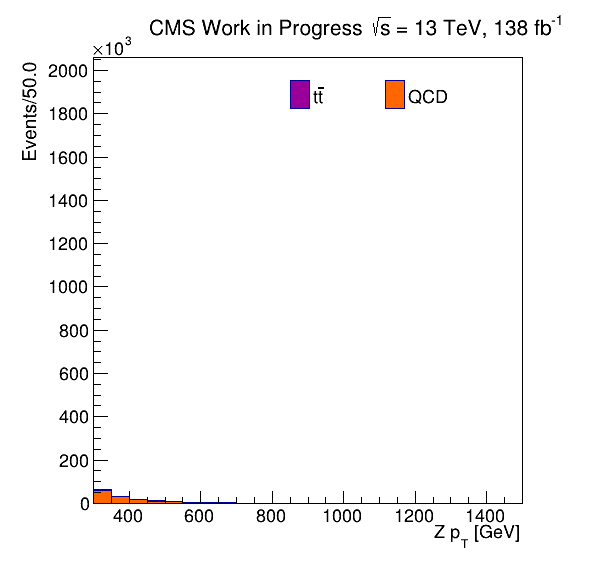 CMS Work in Progress √s = 13 TeV, 138 fb⁻¹
×10³
Events/50.0
2000
1800
1600
1400
1200
1000
800
600
400
200
0
tt̄
QCD
400 600 800 1000 1200 1400
Z p_T [GeV]